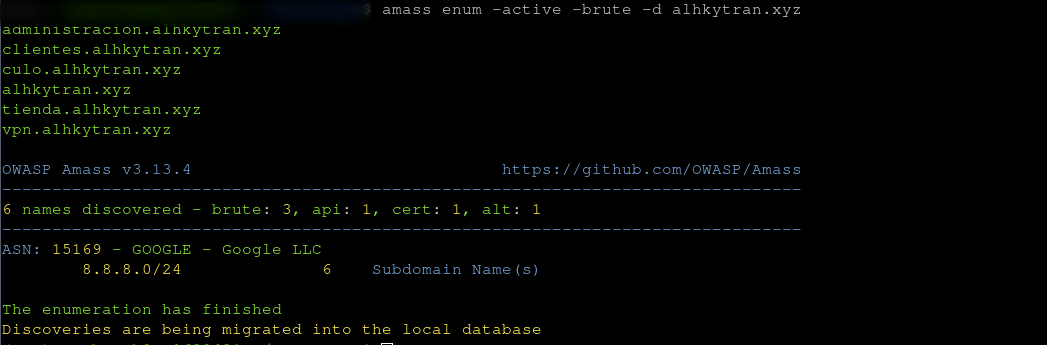 $ amass enum -active -brute -d alhkytran.xyz
administracion.alhkytran.xyz
clientes.alhkytran.xyz
culo.alhkytran.xyz
alhkytran.xyz
tienda.alhkytran.xyz
vpn.alhkytran.xyz
OWASP Amass v3.13.4 https://github.com/OWASP/Amass
--------------------------------------------------------------------------------
6 names discovered - brute: 3, api: 1, cert: 1, alt: 1
--------------------------------------------------------------------------------
ASN: 15169 - GOOGLE - Google LLC
8.8.8.0/24 6 Subdomain Name(s)
The enumeration has finished
Discoveries are being migrated into the local database